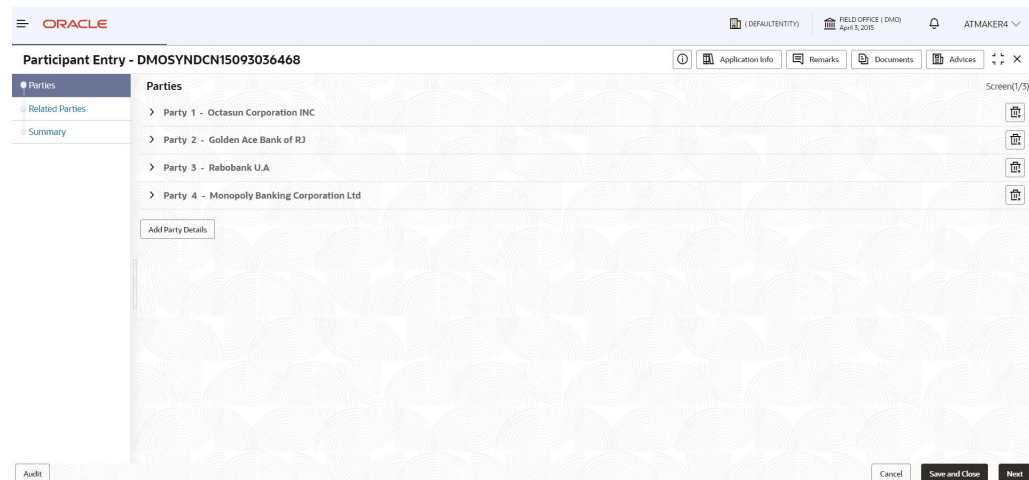 ORACLE
( DEFAULTENTITY)
FIELD OFFICE ( DMO)
April 3, 2015
ATMAKER4
Participant Entry - DMOSYNDCN15093036468
Application Info
Remarks
Documents
Advices
Parties
Related Parties
Summary
Parties
Screen(1/3)
Party 1 - Octasun Corporation INC
Party 2 - Golden Ace Bank of RJ
Party 3 - Rabobank U.A
Party 4 - Monopoly Banking Corporation Ltd
Add Party Details
Audit
Cancel
Save and Close
Next